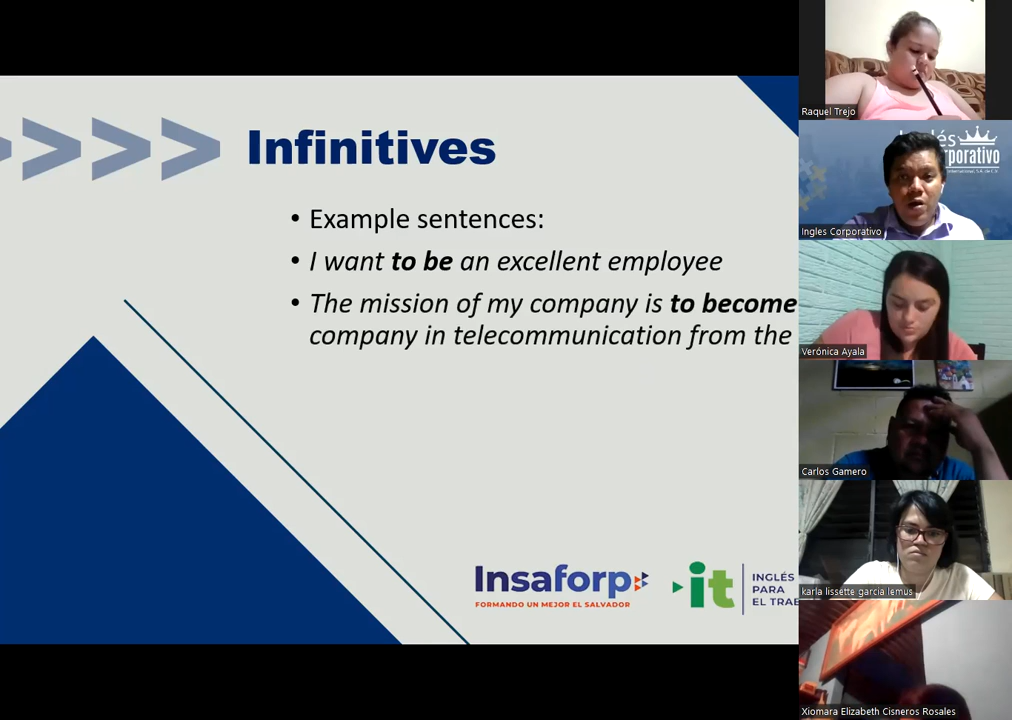 Infinitives
• Example sentences:
• I want to be an excellent employee
• The mission of my company is to become
company in telecommunication from the
Insaforp
FORMANDO UN MEJOR EL SALVADOR
it
INGLÉS
PARA
EL TRAB
Raquel Trejo
Inglés
Corporativo
International, S.A. de C.V.
Ingles Corporativo
Verónica Ayala
Carlos Gamero
karla lissette garcia lemus
Xiomara Elizabeth Cisneros Rosales